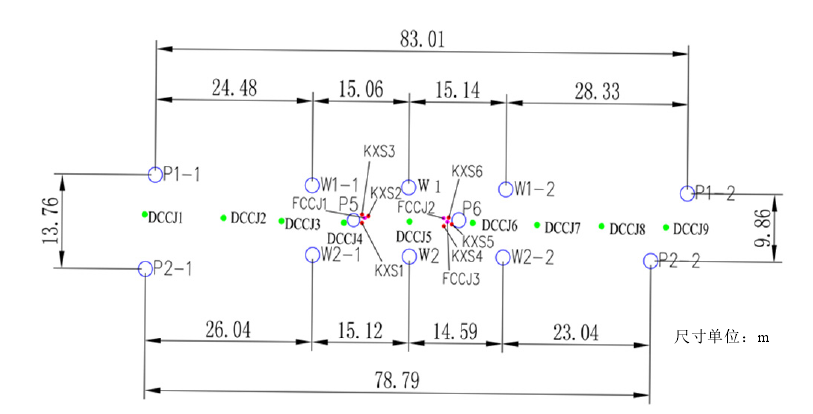 83.01
24.48 15.06 15.14 28.33
KXS3
P1-1 W1-1 KXS2 W 1 KXS6 W1-2 P1-2
FCCJ1 P5 FCCJ2 P6
13.76 DCCJ1 DCCJ2 DCCJ3 DCCJ4 DCCJ5 DCCJ6 DCCJ7 DCCJ8 DCCJ9 9.86
KXS5
P2-1 W2-1 KXS1 W2 KXS4 W2-2 P2-2
FCCJ3
26.04 15.12 14.59 23.04
尺寸单位：m
78.79